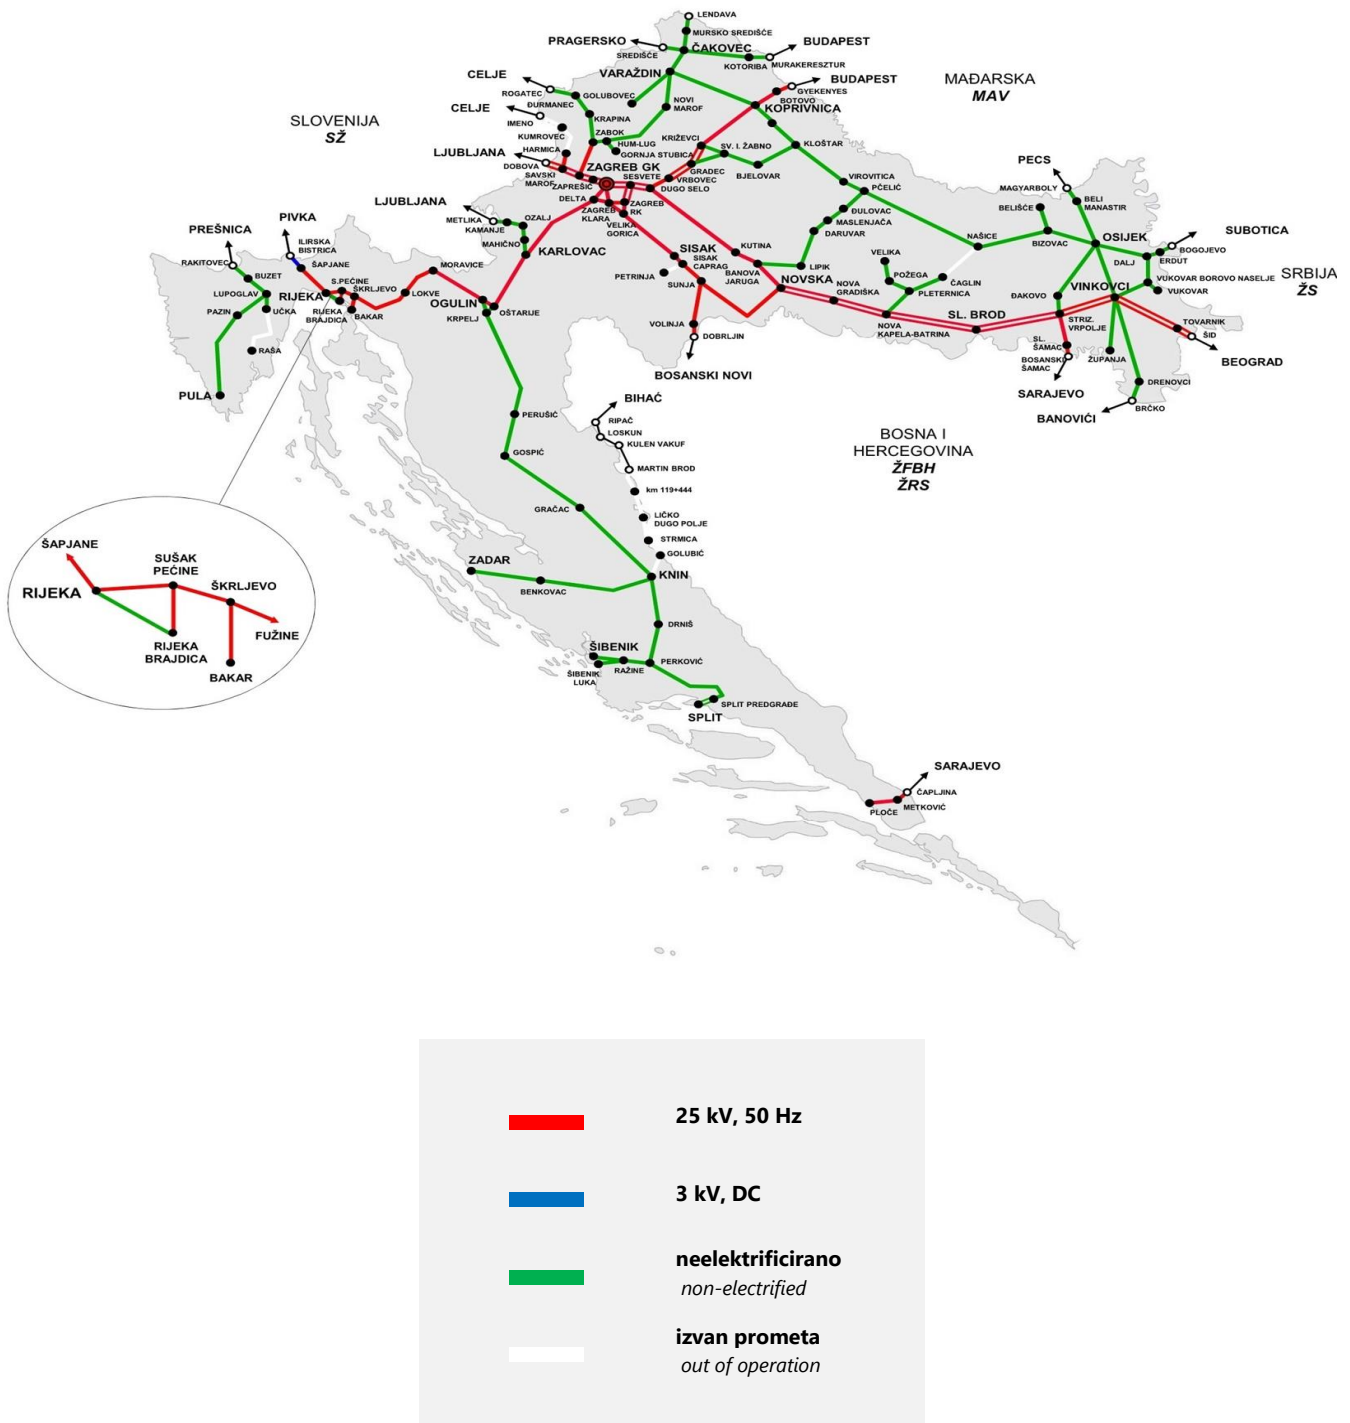 LENDAVA
MURSKO SREDIŠĆE
PRAGERSKO
SREDIŠĆE
ČAKOVEC
BUDAPEST
KOTORIBA
MURAKERESZTUR
CELJE
ROGATEC
VARAŽDIN
BUDAPEST
GYEKENYES
BOTOVO
KOPRIVNICA
MAĐARSKA
MAV
GOLUBOVEC
ĐURMANEC
NOVI
MAROF
CELJE
IMENO
KRAPINA
SLOVENIJA
SŽ
KUMROVEC
ZABOK
HUM-LUG
KRIŽEVCI
HARMICA
GORNJA STUBICA
SV. I. ŽABNO
KLOŠTAR
LJUBLJANA
DOBOVA
SAVSKI
MAROF
ZAPREŠIĆ
ZAGREB GK
SESVETE
GRADEC
VRBOVEC
DUGO SELO
BJELOVAR
VIROVITICA
PČELIĆ
PECS
MAGYARBOLY
BELI
MANASTIR
BELIŠĆE
LJUBLJANA
METLIKA
KAMANJE
OZALJ
MAHIČNO
DELTA
ZAGREB
KLARA
ZAGREB
RK
VELIKA
GORICA
ĐULOVAC
MASLENJAČA
DARUVAR
NAŠICE
BIZOVAC
OSIJEK
SUBOTICA
BOGOJEVO
ERDUT
DALJ
PIVKA
PREŠNICA
ILIRSKA
BISTRICA
ŠAPJANE
RAKITOVEC
BUZET
KARLOVAC
MORAVICE
SISAK
SISAK
CAPRAG
PETRINJA
SUNJA
KUTINA
BANOVA
JARUGA
LIPIK
NOVSKA
NOVA
GRADIŠKA
VELIKA
POŽEGA
ČAGLIN
PLETERNICA
ĐAKOVO
VINKOVCI
VUKOVAR BOROVO NASELJE
VUKOVAR
SRBIJA
ŽS
LUPOGLAV
RIJEKA
S.PEĆINE
ŠKRLJEVO
LOKVE
OGULIN
OŠTARIJE
KRPELJ
PAZIN
UČKA
RIJEKA
BRAJDICA
BAKAR
RAŠA
PULA
VOLINJA
DOBRLJIN
BOSANSKI NOVI
NOVA
KAPELA-BATRINA
SL. BROD
STRIZ.
VRPOLJE
SL.
ŠAMAC
BOSANSKI
ŠAMAC
SARAJEVO
ŽUPANJA
TOVARNIK
ŠID
BEOGRAD
DRENOVCI
BRČKO
BANOVIĆI
BIHAĆ
RIPAČ
LOSKUN
KULEN VAKUF
MARTIN BROD
km 119+444
LIČKO
DUGO POLJE
STRMICA
GOLUBIĆ
BOSNA I
HERCEGOVINA
ŽFBH
ŽRS
PERUŠIĆ
GOSPIĆ
GRAČAC
ZADAR
BENKOVAC
KNIN
DRNIŠ
ŠIBENIK
ŠIBENIK
LUKA
RAŽINE
PERKOVIĆ
SPLIT PREDGRAĐE
SPLIT
ŠAPJANE
RIJEKA
SUŠAK
PEĆINE
ŠKRLJEVO
FUŽINE
RIJEKA
BRAJDICA
BAKAR
SARAJEVO
ČAPLJINA
METKOVIĆ
PLOČE
25 kV, 50 Hz
3 kV, DC
neelektrificirano
non-electrified
izvan prometa
out of operation